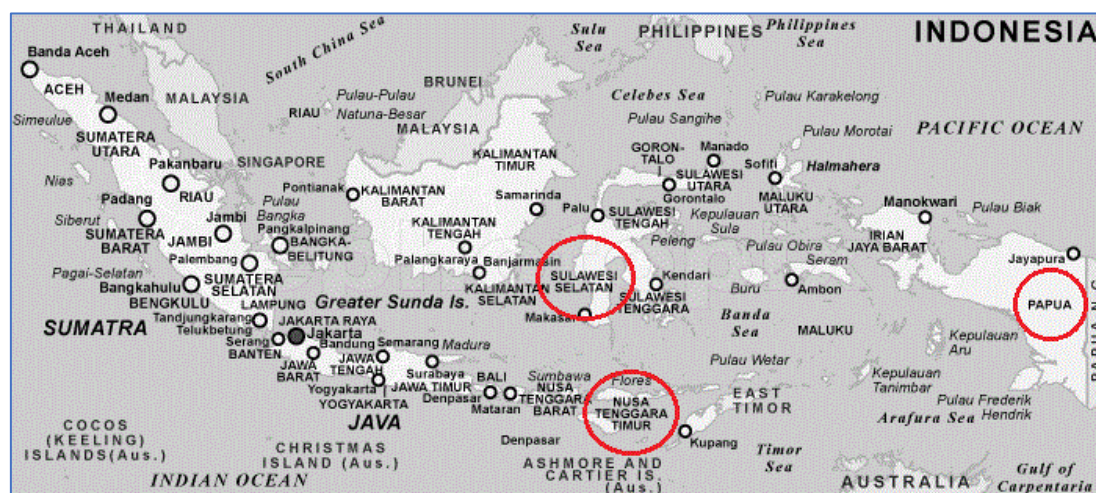 INDONESIA
THAILAND
South China Sea
Sulu
Sea
PHILIPPINES
Philippines
Sea
Banda Aceh
ACEH
Medan
MALAYSIA
BRUNEI
Celebes Sea
Pulau Karakelong
Simeulue
SUMATERA
UTARA
RIAU
Pulau-Pulau
Natuna-Besar
MALAYSIA
Pulau Sangihe
Pulau Morotai
PACIFIC OCEAN
Nias
Pakanbaru
SINGAPORE
KALIMANTAN
TIMUR
GORON-
TALO
Manado
Sofifi
Halmahera
RIAU
Pontianak
KALIMANTAN
BARAT
Samarinda
SULAWESI
UTARA
Gorontalo
MALUKU
UTARA
Manokwari
Pulau Biak
Padang
Siberut
SUMATERA
BARAT
Jambi
JAMBI
Pulau
Bangka
Pangkalpinang
BANGKA-
BELITUNG
KALIMANTAN
TENGAH
Palu
SULAWESI
TENGAH
Kepulauan
Sula
Peleng
Pulau Obira
Seram
IRIAN
JAYA BARAT
Jayapura
Pagai-Selatan
Palembang
Bangkahulu
BENGKULU
SUMATERA
SELATAN
Palangkaraya
Banjarmasin
KALIMANTAN
SELATAN
SULAWESI
SELATAN
Kendari
SULAWESI
TENGGARA
Buru
Ambon
PAPUA
SUMATRA
LAMPUNG
Tandjungkarang
Telukbetung
Greater Sunda Is.
JAKARTA RAYA
Jakarta
Makasar
Banda
Sea
MALUKU
Kepulauan
Aru
Serang
BANTEN
Bandung
JAWA
BARAT
Semarang
JAWA
TENGAH
Madura
Surabaya
JAWA TIMUR
Yogyakarta
YOGYAKARTA
BALI
Denpasar
Mataran
Sumbawa
NUSA
TENGGARA
BARAT
Flores
NUSA
TENGGARA
TIMUR
Pulau Wetar
EAST
TIMOR
Kepulauan
Tanimbar
Pulau Frederik
Hendrik
Arafura Sea
JAVA
COCOS
(KEELING)
ISLANDS(Aus.)
CHRISTMAS
ISLAND (Aus.)
Denpasar
Kupang
Timor
Sea
ASHMORE AND
CARTIER IS.
(Aus.)
INDIAN OCEAN
AUSTRALIA
Gulf of
Carpentaria